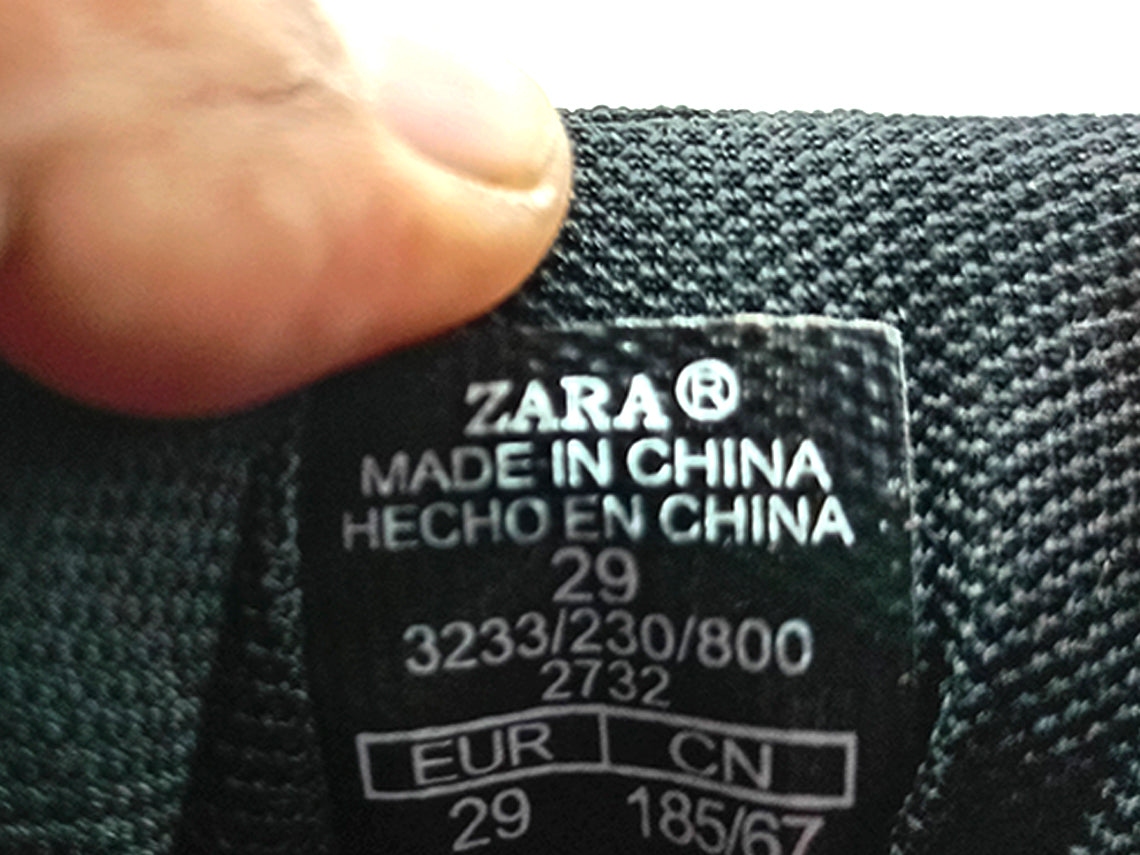 ZARA®
MADE IN CHINA
HECHO EN CHINA
29
3233/230/800
2732
EUR CN
29 185/67